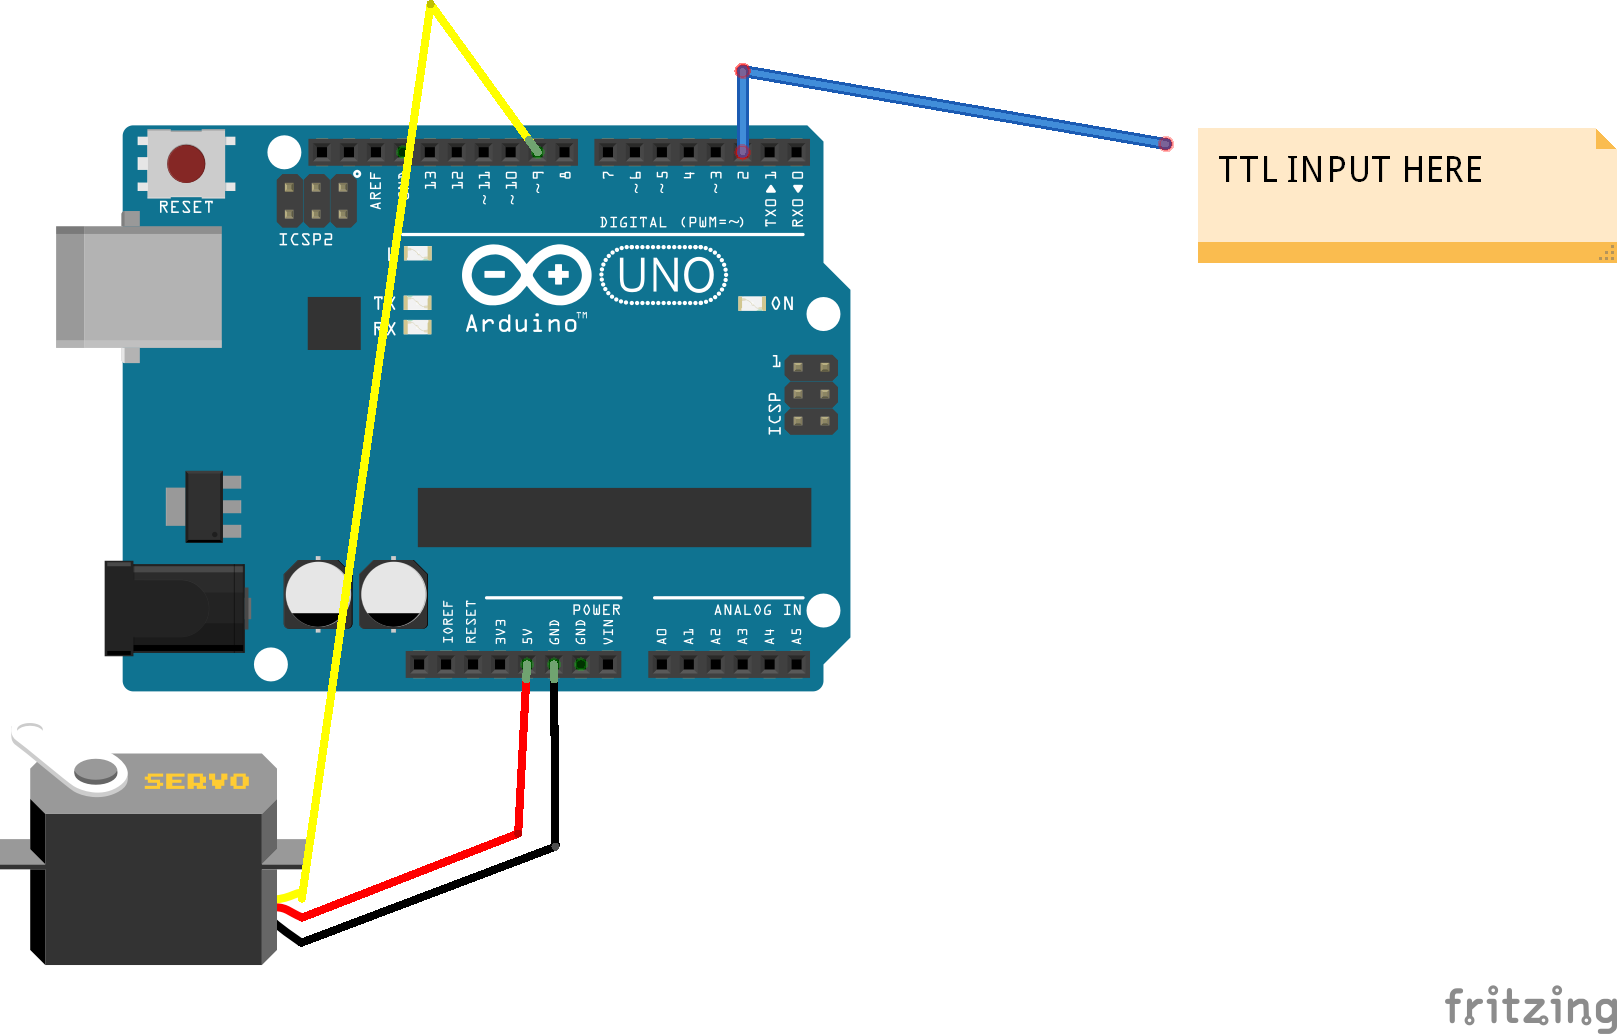 TTL INPUT HERE
RESET
ICSP2
AREF
GND
13
12
~11
~10
~9
8
7
~6
~5
4
~3
2
TX0▶1
RX0◀0
DIGITAL (PWM=~)
TX
RX
Arduino™
UNO
ON
1
ICSP
IOREF
RESET
3V3
5V
GND
GND
VIN
POWER
A0
A1
A2
A3
A4
A5
ANALOG IN
SERVO
fritzing